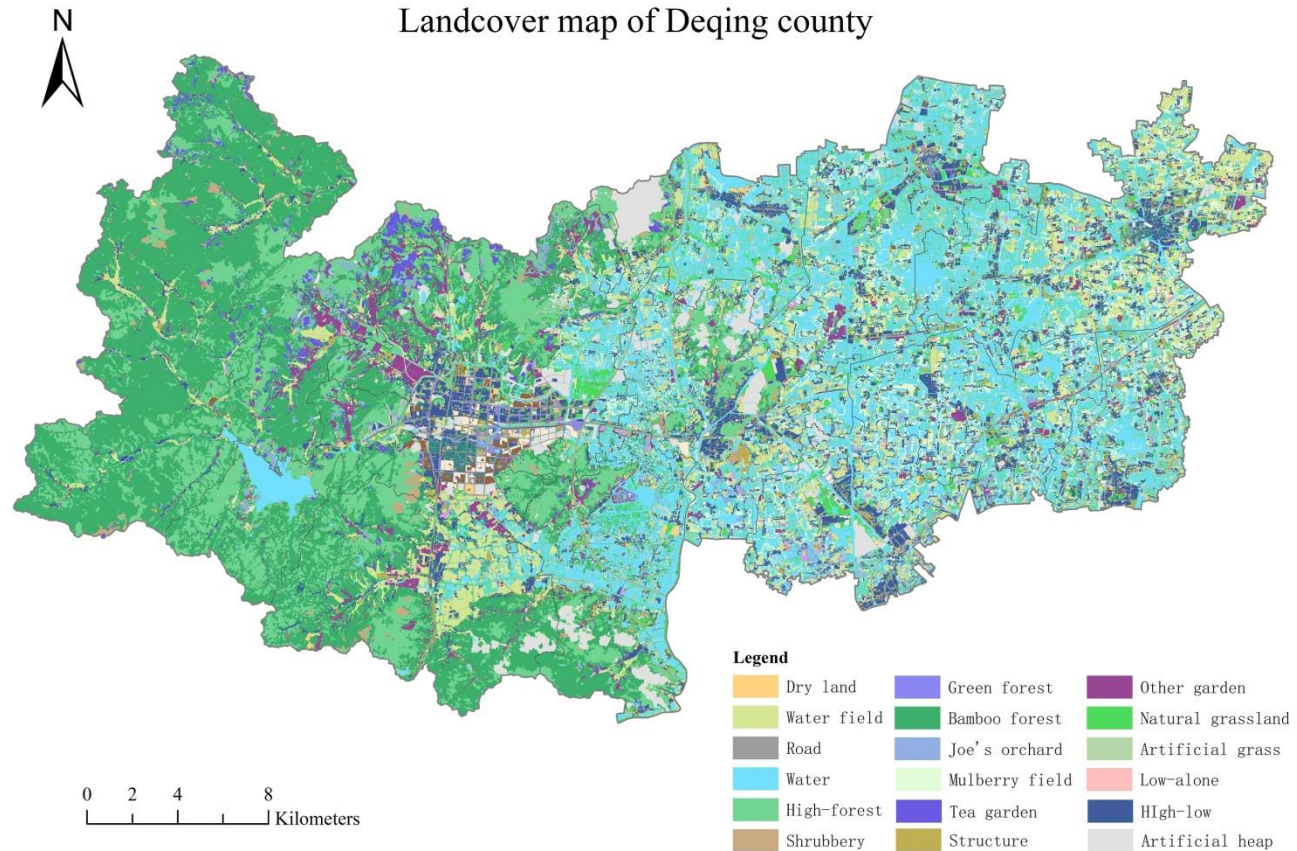 Landcover map of Deqing county
N
Legend
Dry land
Water field
Road
Water
High-forest
Shrubbery
Green forest
Bamboo forest
Joe's orchard
Mulberry field
Tea garden
Structure
Other garden
Natural grassland
Artificial grass
Low-alone
HIgh-low
Artificial heap
0 2 4 8
Kilometers